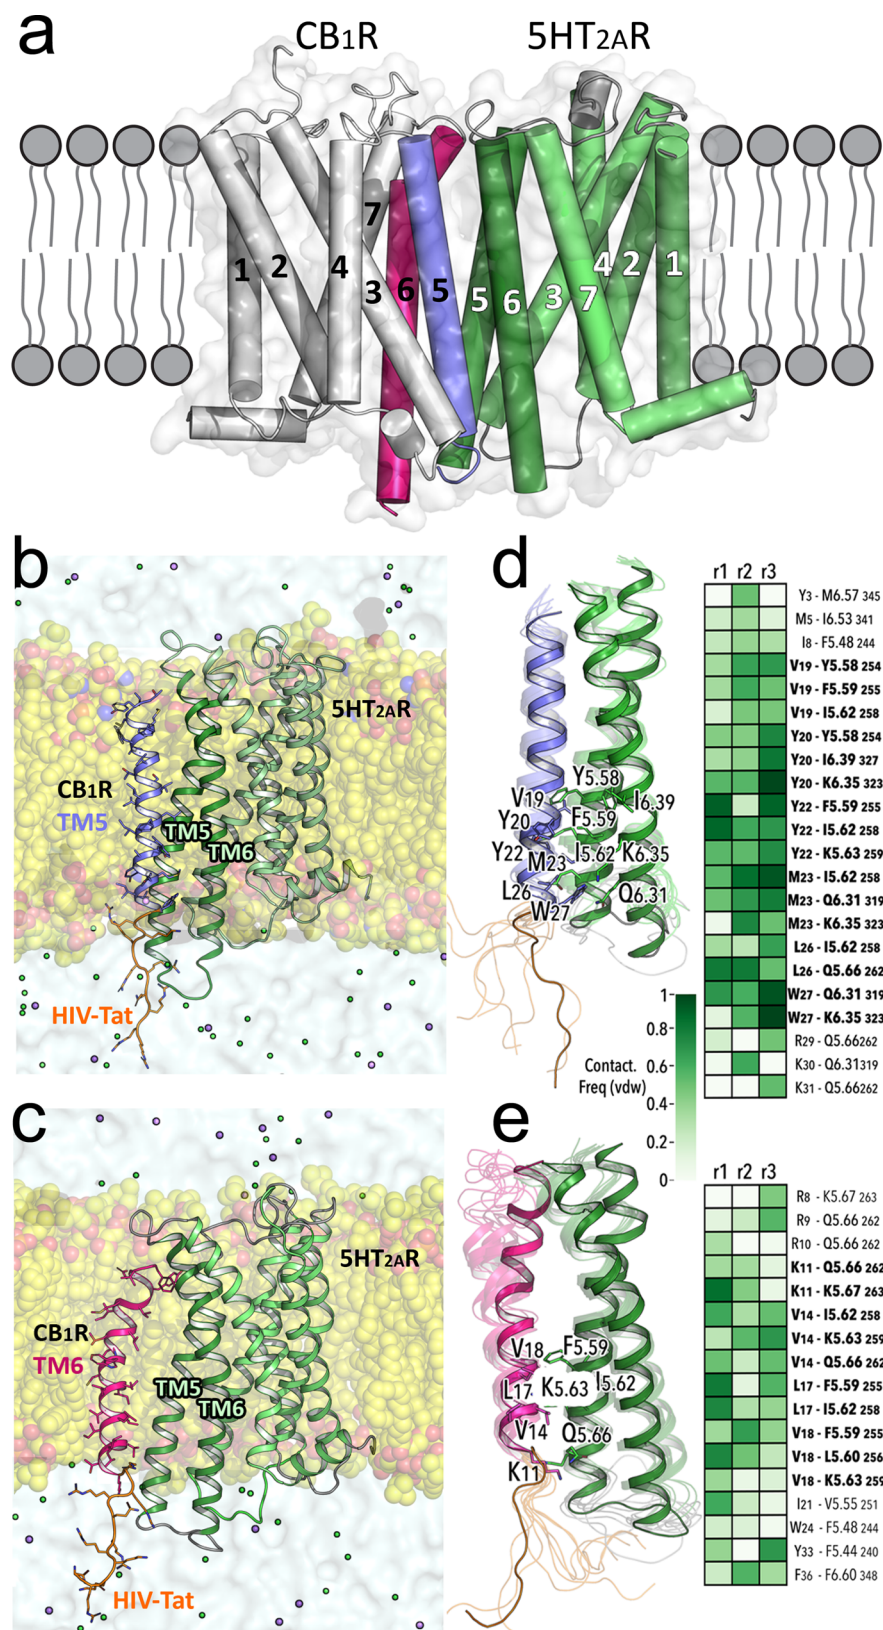 a
CB1R
5HT2AR
1
2
4
7
3
6
5
5
6
3
7
4
2
1
b
5HT2AR
CB1R
TM5
TM5
TM6
HIV-Tat
d
Y5.58
V19
I6.39
Y20
F5.59
Y22
M23
I5.62
K6.35
L26
Q6.31
W27
r1 r2 r3
Y3 - M6.57 345
M5 - I6.53 341
I8 - F5.48 244
V19 - Y5.58 254
V19 - F5.59 255
V19 - I5.62 258
Y20 - Y5.58 254
Y20 - I6.39 327
Y20 - K6.35 323
Y22 - F5.59 255
Y22 - I5.62 258
Y22 - K5.63 259
M23 - I5.62 258
M23 - Q6.31 319
M23 - K6.35 323
L26 - I5.62 258
L26 - Q5.66 262
W27 - Q6.31 319
W27 - K6.35 323
R29 - Q5.66262
K30 - Q6.31319
K31 - Q5.66262
1
0.8
0.6
0.4
0.2
0
Contact.
Freq (vdw)
c
5HT2AR
CB1R
TM6
TM5
TM6
HIV-Tat
e
V18
F5.59
L17
K5.63
I5.62
V14
Q5.66
K11
r1 r2 r3
R8 - K5.67 263
R9 - Q5.66 262
R10 - Q5.66 262
K11 - Q5.66 262
K11 - K5.67 263
V14 - I5.62 258
V14 - K5.63 259
V14 - Q5.66 262
L17 - F5.59 255
L17 - I5.62 258
V18 - F5.59 255
V18 - L5.60 256
V18 - K5.63 259
I21 - V5.55 251
W24 - F5.48 244
Y33 - F5.44 240
F36 - F6.60 348